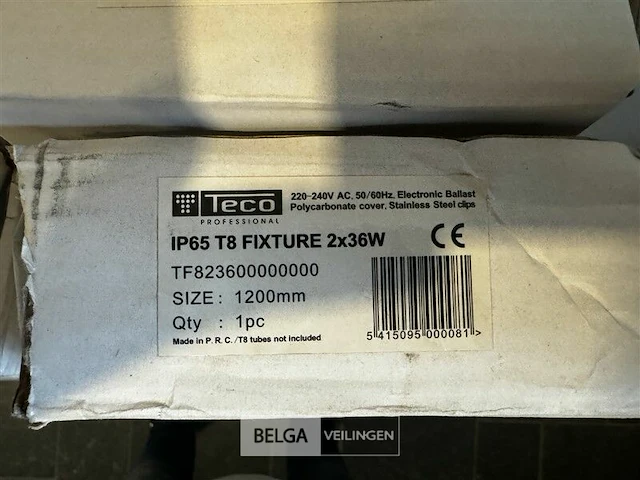 Teco
PROFESSIONAL
220-240V AC, 50/60Hz, Electronic Ballast
Polycarbonate cover, Stainless Steel clips
IP65 T8 FIXTURE 2x36W CE
TF823600000000
SIZE: 1200mm
Qty : 1pc
Made in P. R. C. /T8 tubes not included
5 415095 000081 >
BELGA VEILINGEN